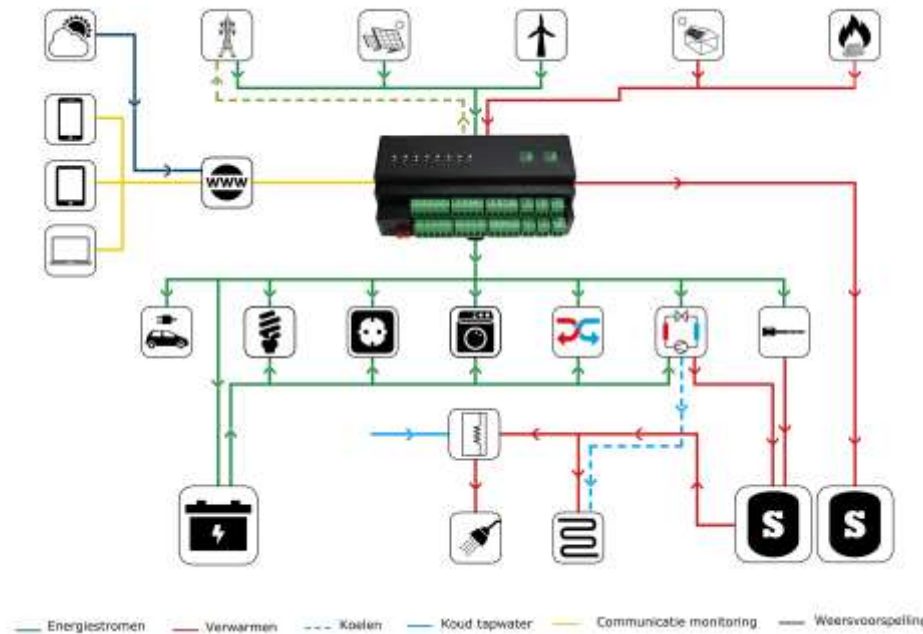 WWW
S
S
Energiestromen
Verwarmen
Koelen
Koud tapwater
Communicatie monitoring
Weersvoorspelling